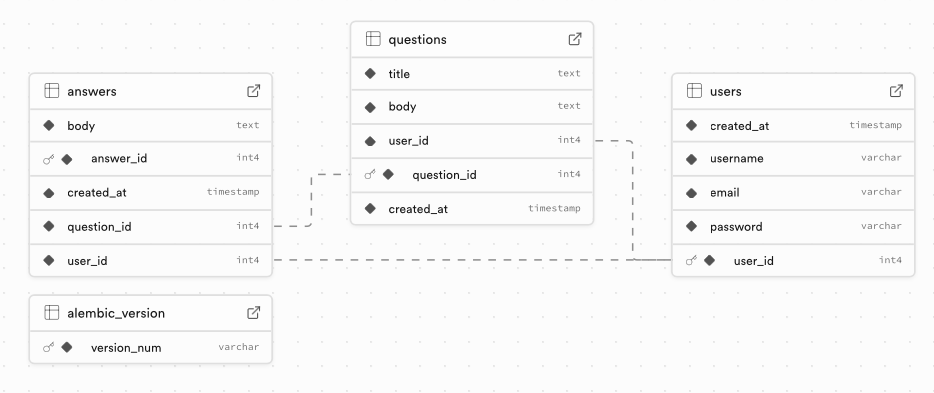 answers
body text
answer_id int4
created_at timestamp
question_id int4
user_id int4
alembic_version
version_num varchar
questions
title text
body text
user_id int4
question_id int4
created_at timestamp
users
created_at timestamp
username varchar
email varchar
password varchar
user_id int4